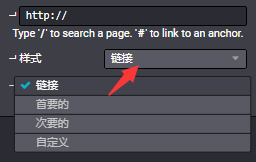 http://
Type '/' to search a page. '#' to link to an anchor.
样式 链接
链接
首要的
次要的
自定义